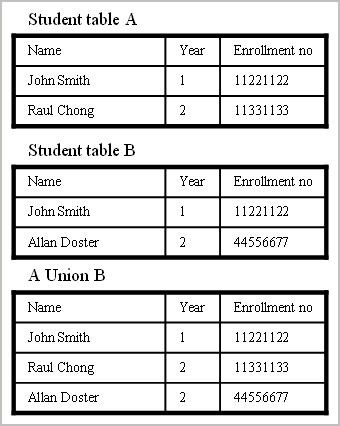 Student table A
Name Year Enrollment no
John Smith 1 11221122
Raul Chong 2 11331133
Student table B
Name Year Enrollment no
John Smith 1 11221122
Allan Doster 2 44556677
A Union B
Name Year Enrollment no
John Smith 1 11221122
Raul Chong 2 11331133
Allan Doster 2 44556677